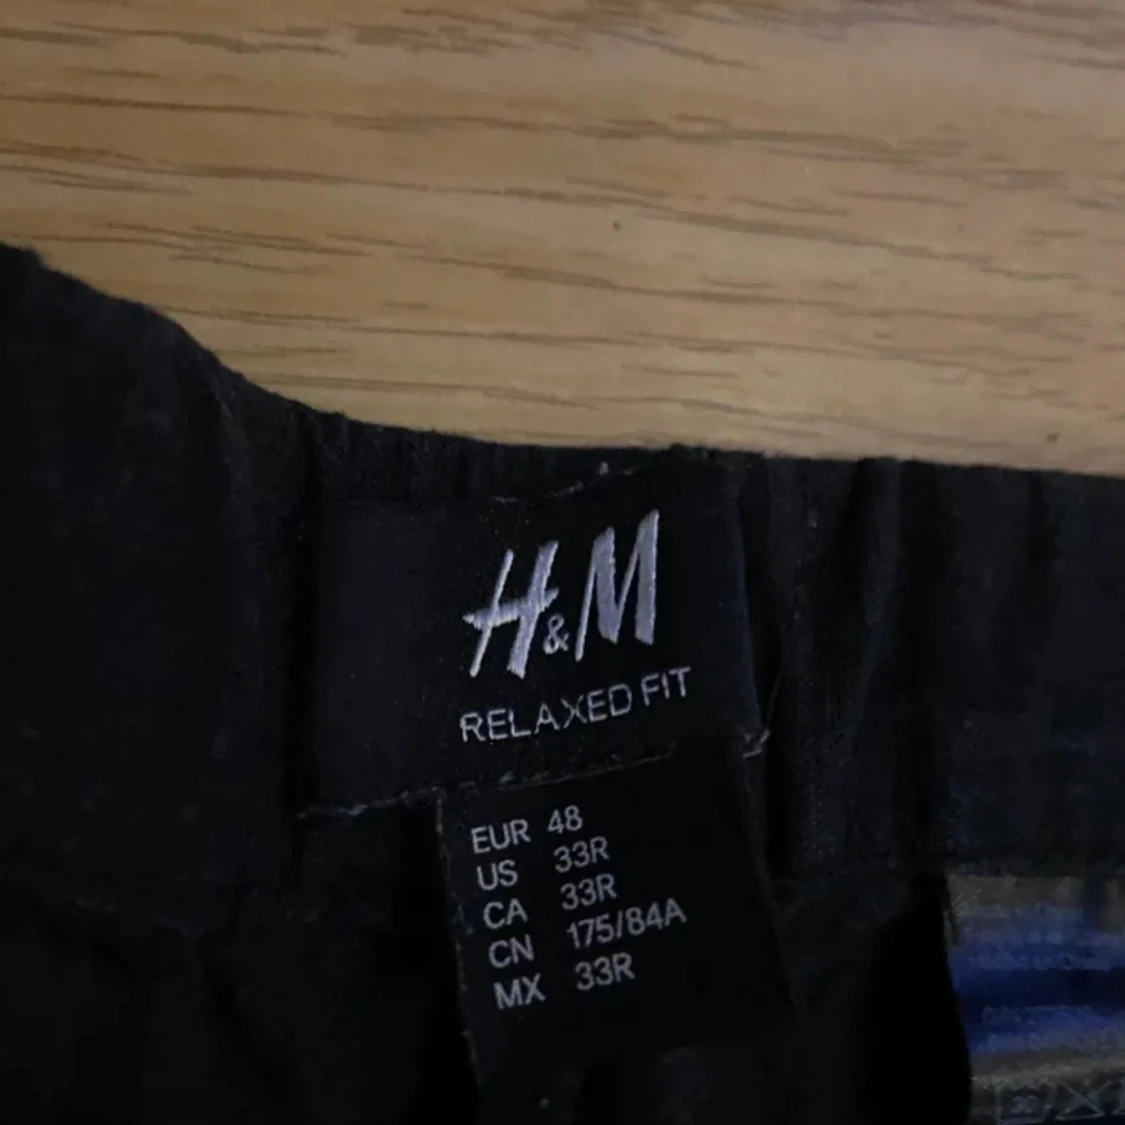 H&M
RELAXED FIT
EUR 48
US 33R
CA 33R
CN 175/84A
MX 33R